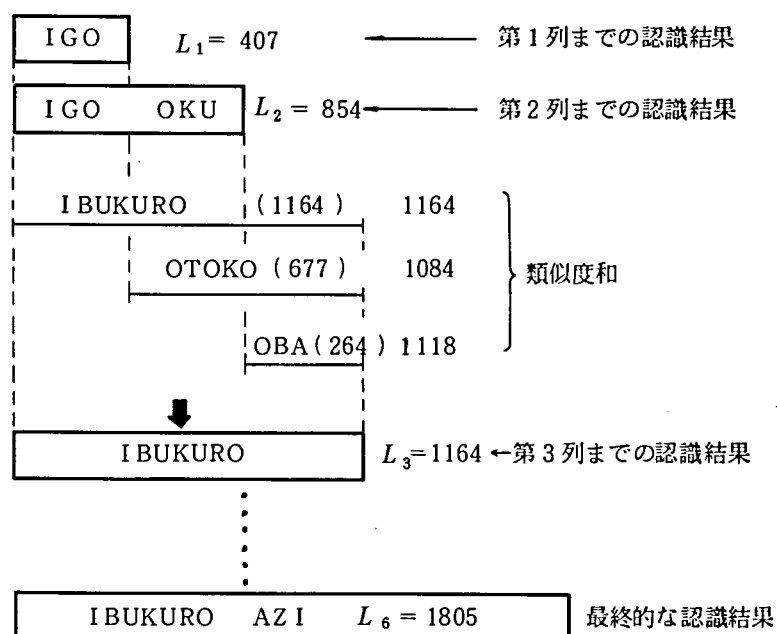 IGO L1 = 407 ← 第1列までの認識結果
IGO OKU L2 = 854 ← 第2列までの認識結果
IBUKURO (1164) 1164
OTOKO (677) 1084
類似度和
OBA (264) 1118
IBUKURO L3=1164 ←第3列までの認識結果
IBUKURO AZI L6 = 1805 最終的な認識結果